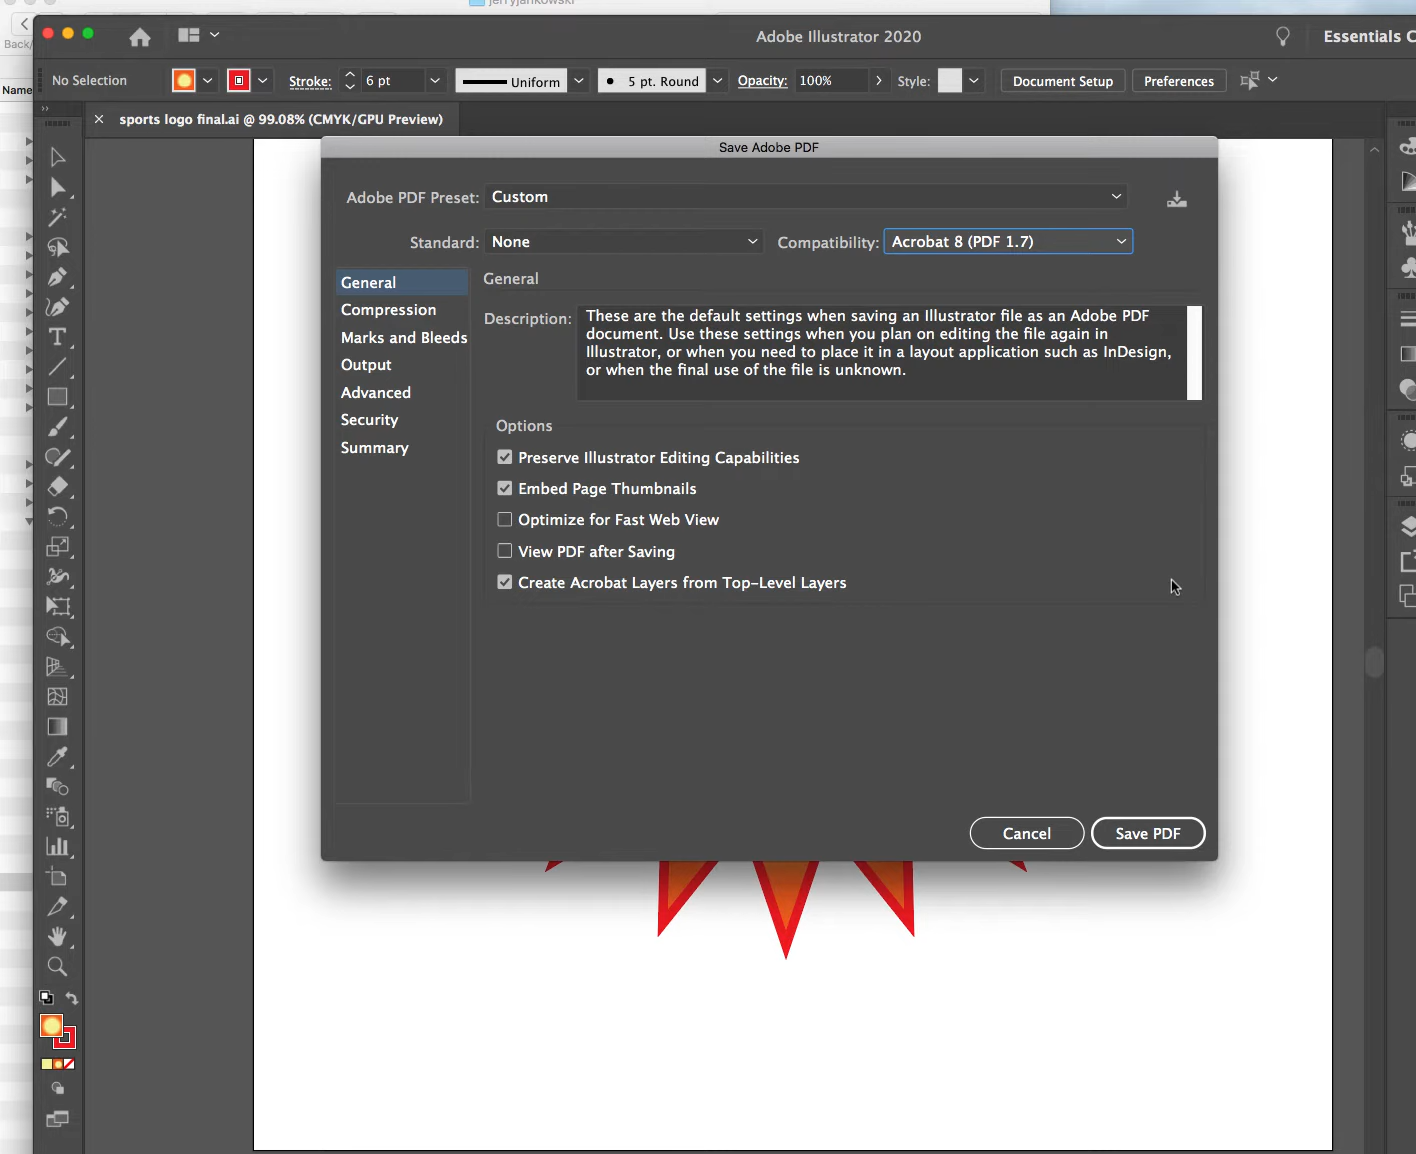 jerryjankowski
Back/
Name
Adobe Illustrator 2020
Essentials C
No Selection
Stroke:
6 pt
Uniform
5 pt. Round
Opacity:
100%
Style:
Document Setup
Preferences
sports logo final.ai @ 99.08% (CMYK/GPU Preview)
Save Adobe PDF
Adobe PDF Preset: Custom
Standard: None
Compatibility: Acrobat 8 (PDF 1.7)
General
Compression
Marks and Bleeds
Output
Advanced
Security
Summary
General
Description:
These are the default settings when saving an Illustrator file as an Adobe PDF
document. Use these settings when you plan on editing the file again in
Illustrator, or when you need to place it in a layout application such as InDesign,
or when the final use of the file is unknown.
Options
Preserve Illustrator Editing Capabilities
Embed Page Thumbnails
Optimize for Fast Web View
View PDF after Saving
Create Acrobat Layers from Top-Level Layers
Cancel
Save PDF